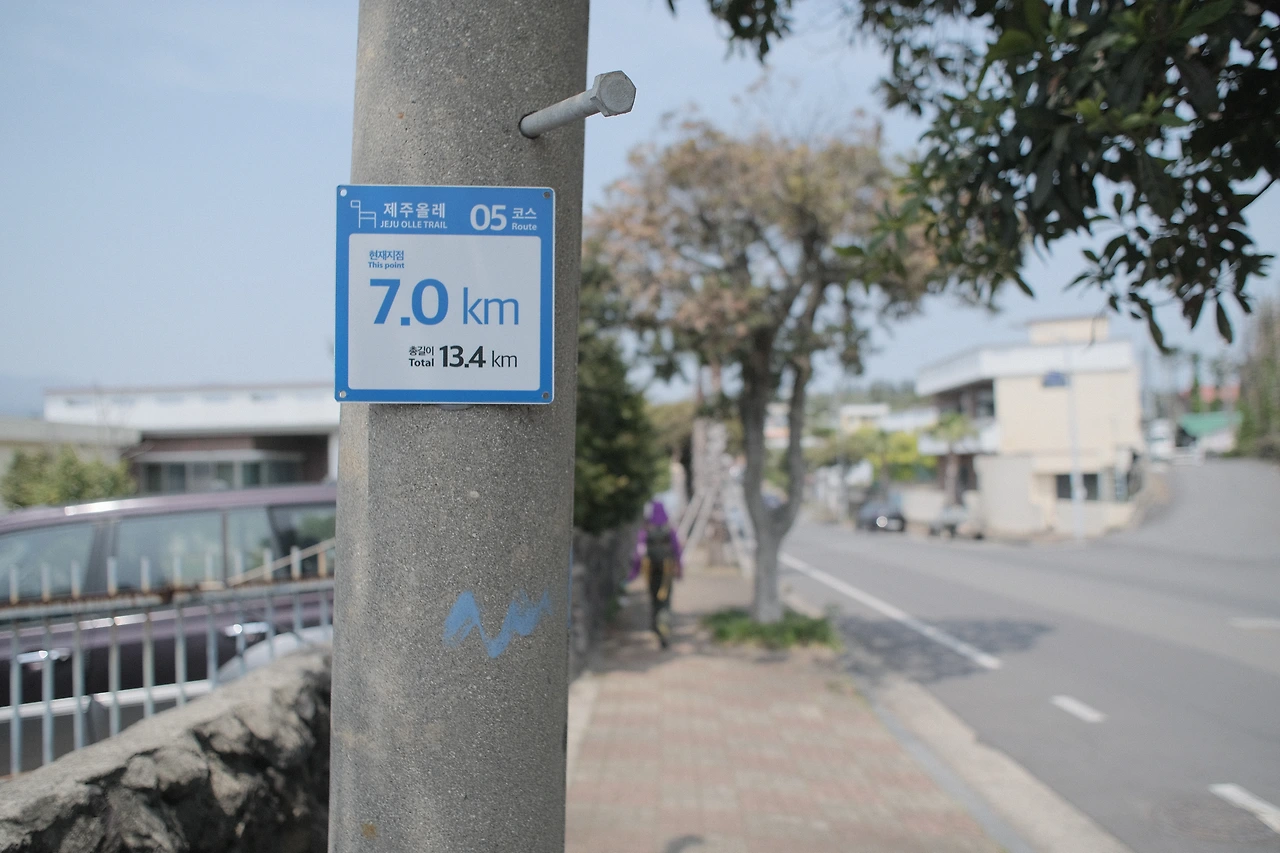 제주올레
JEJU OLLE TRAIL
05 코스
Route
현재지점
This point
7.0 km
총길이
Total 13.4 km